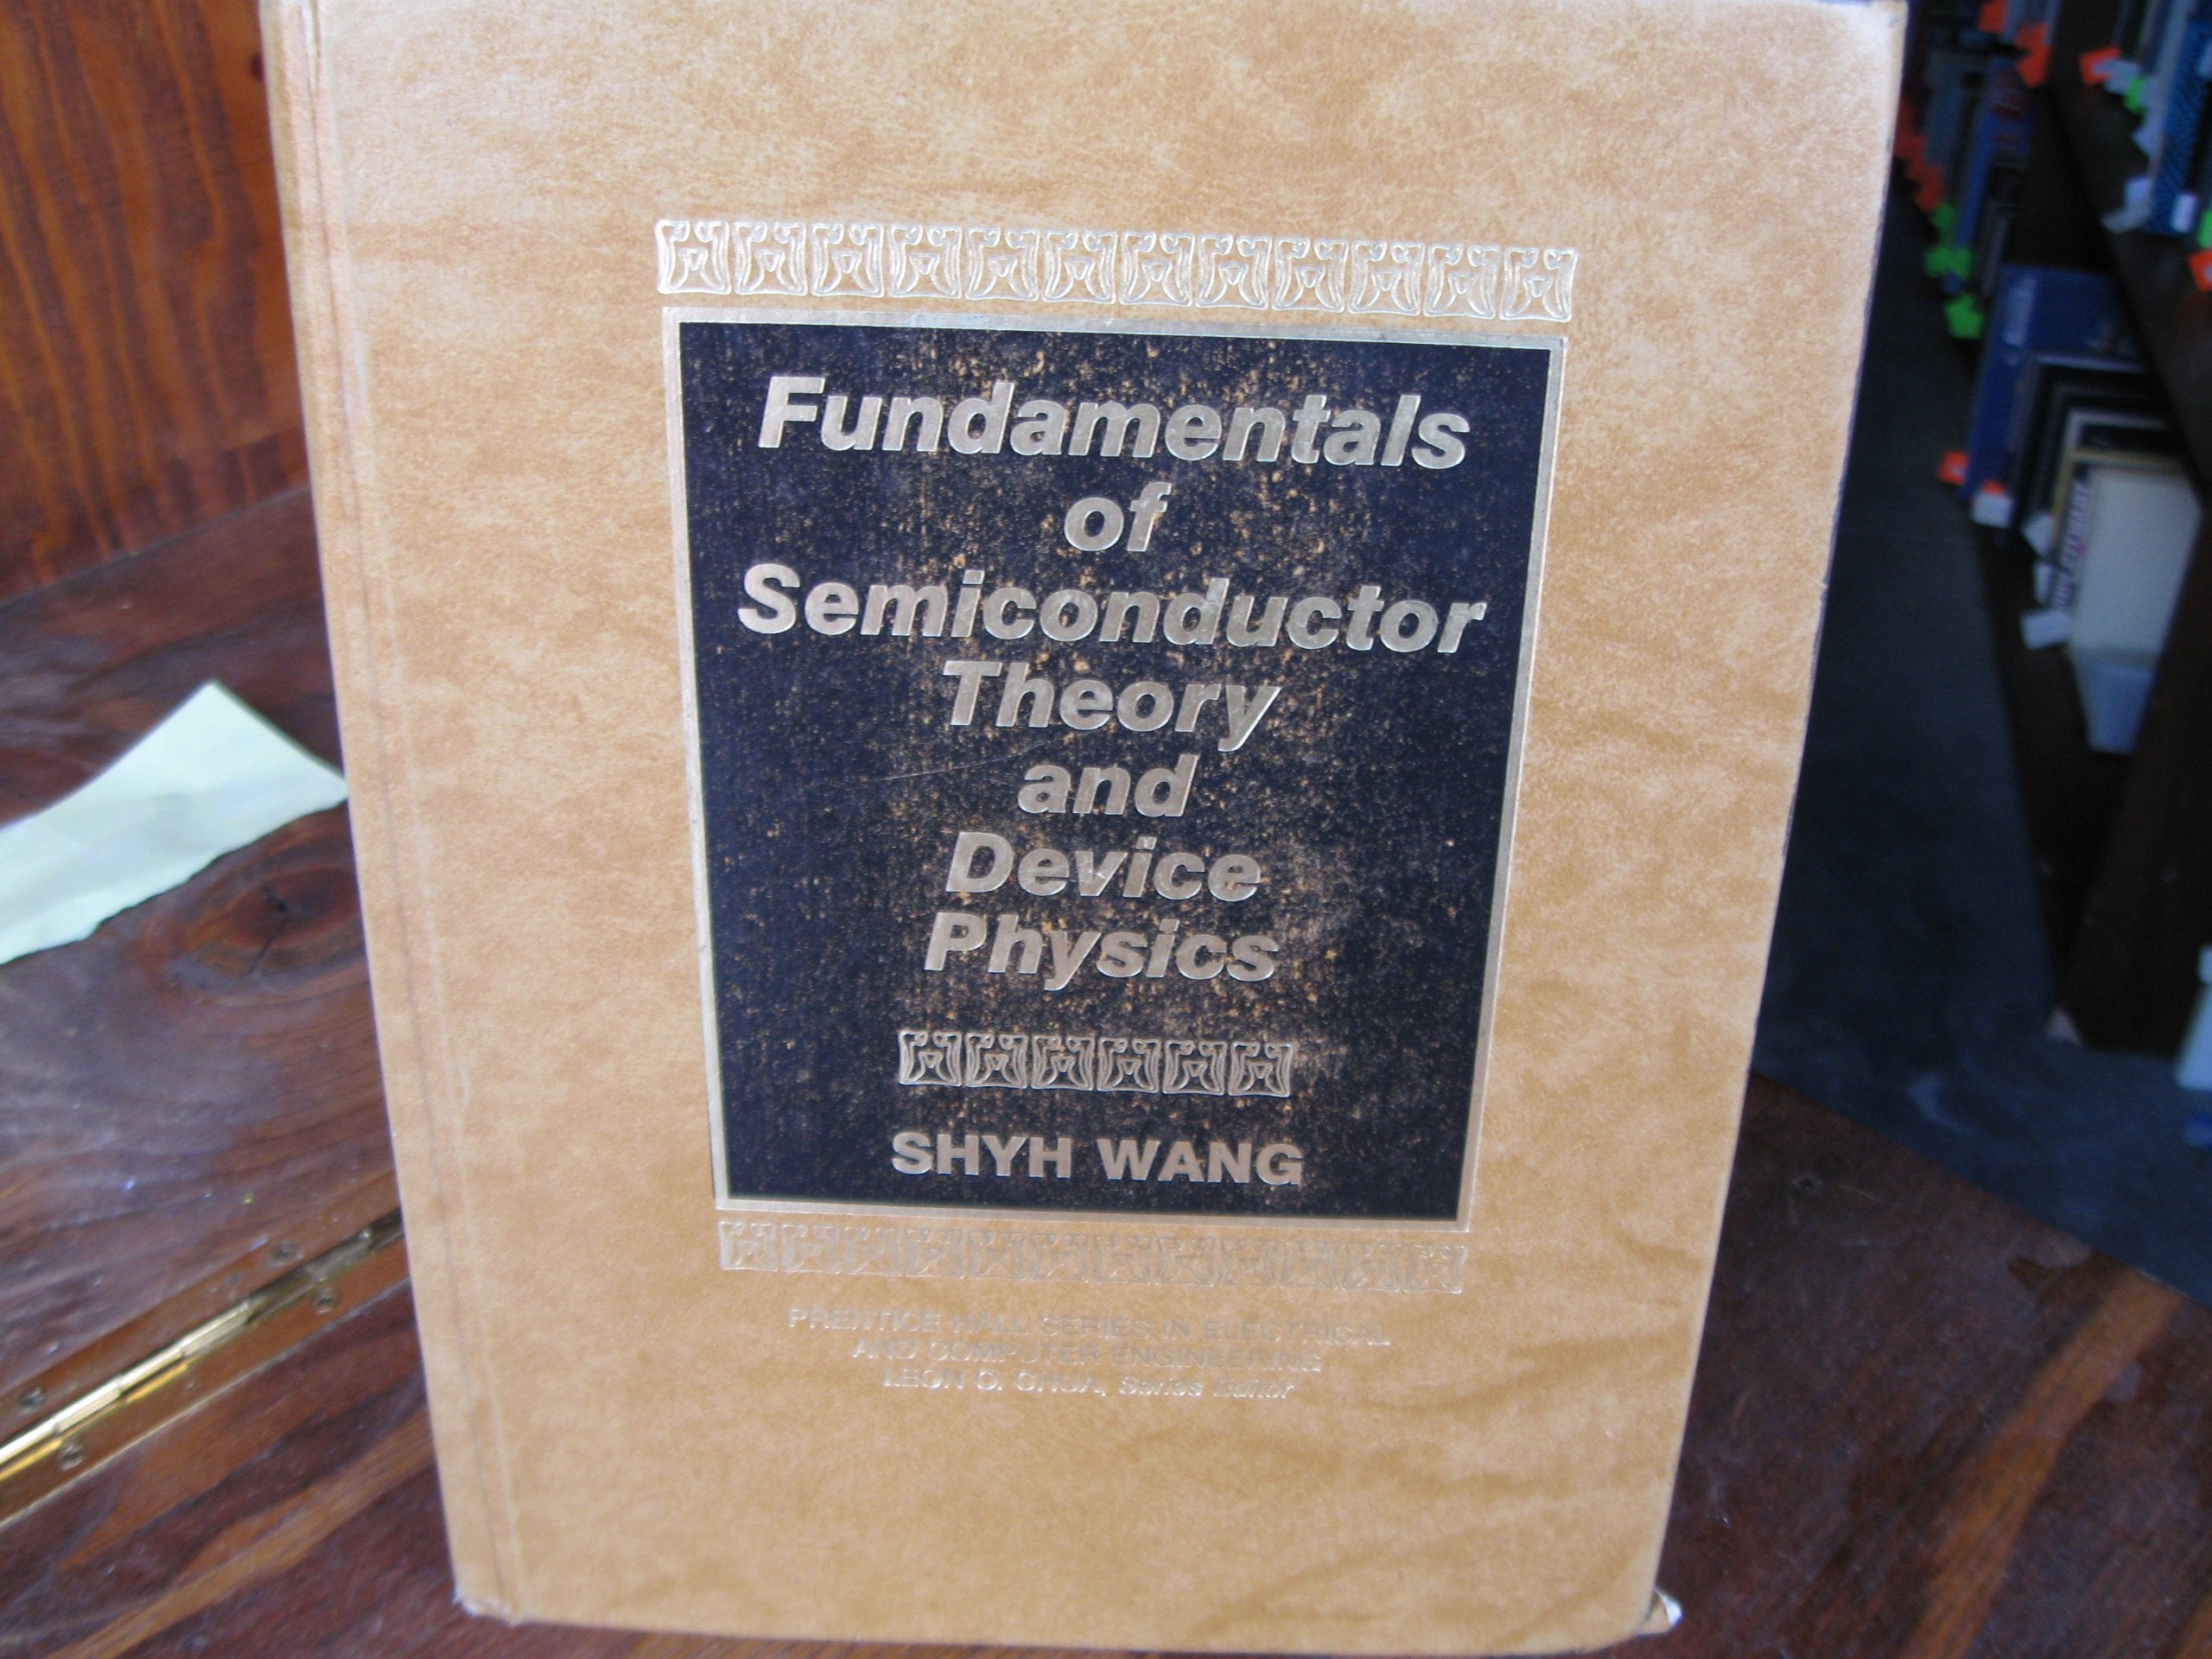 Fundamentals
of
Semiconductor
Theory
and
Device
Physics
SHYH WANG
PRENTICE HALL SERIES IN ELECTRICAL
AND COMPUTER ENGINEERING
LEON O. CHUA, Series Editor